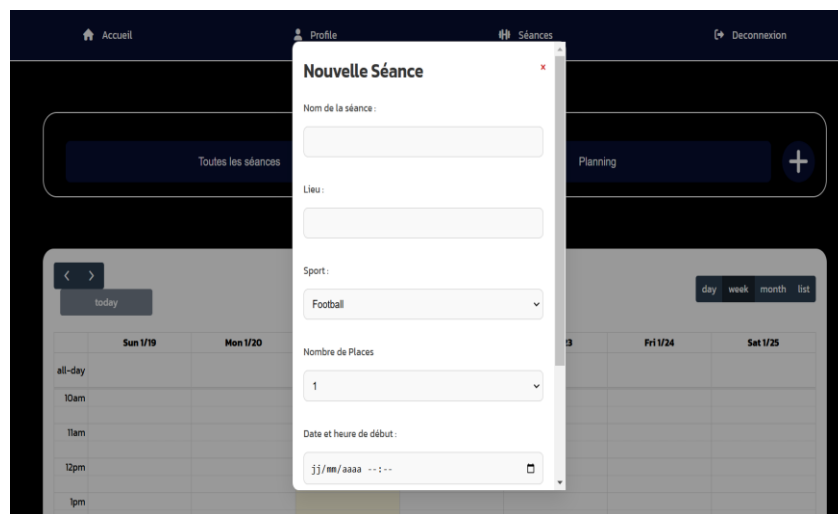 Accueil Profile Séances Deconnexion
Nouvelle Séance x
Nom de la séance :
Toutes les séances Planning
Lieu :
Sport :
today day week month list
Football
Sun 1/19 Mon 1/20 Fri 1/24 Sat 1/25
Nombre de Places
all-day
1
10am
11am
Date et heure de début :
12pm
jj/mm/aaaa --:--
1pm